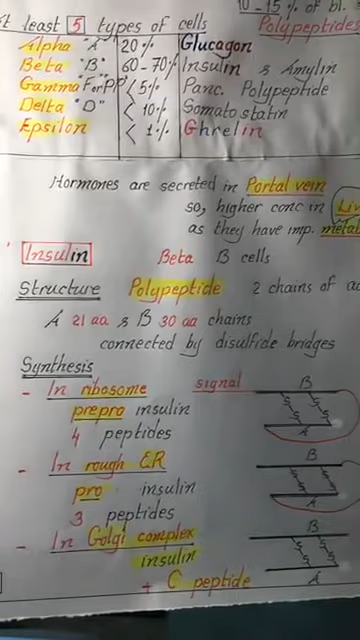 10-15% of bl.
At least 5 types of cells Polypeptides
Alpha "A" 20% Glucagon
Beta "B" 60-70% Insulin & Amylin
Gamma "F or PP" <5% Panc. Polypeptide
Delta "D" <10% Somatostatin
Epsilon <1% Ghrelin
Hormones are secreted in Portal vein
so, higher conc in Liv
as they have imp. metab
Insulin Beta B cells
Structure Polypeptide 2 chains of aa
A 21 aa & B 30 aa chains
connected by disulfide bridges
Synthesis
- In ribosome signal B
prepro insulin
4 peptides A
- In rough ER B
pro insulin
3 peptides A
- In Golgi complex B
insulin
+ C peptide A